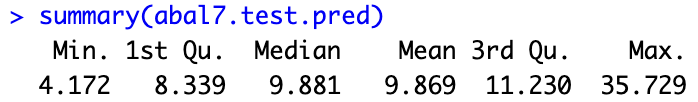 > summary(abal7.test.pred)
Min. 1st Qu. Median Mean 3rd Qu. Max.
4.172 8.339 9.881 9.869 11.230 35.729